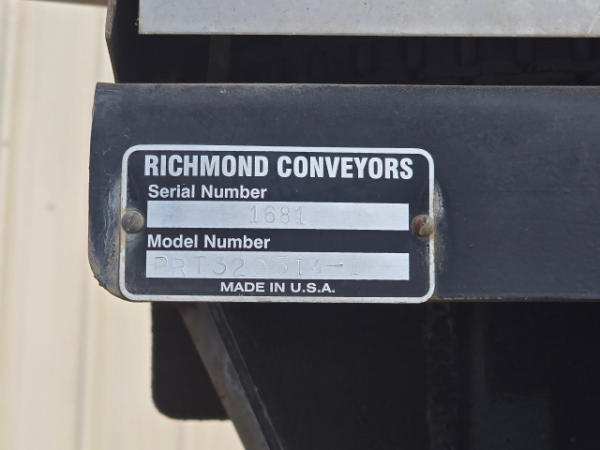 RICHMOND CONVEYORS
Serial Number
1681
Model Number
MADE IN U.S.A.